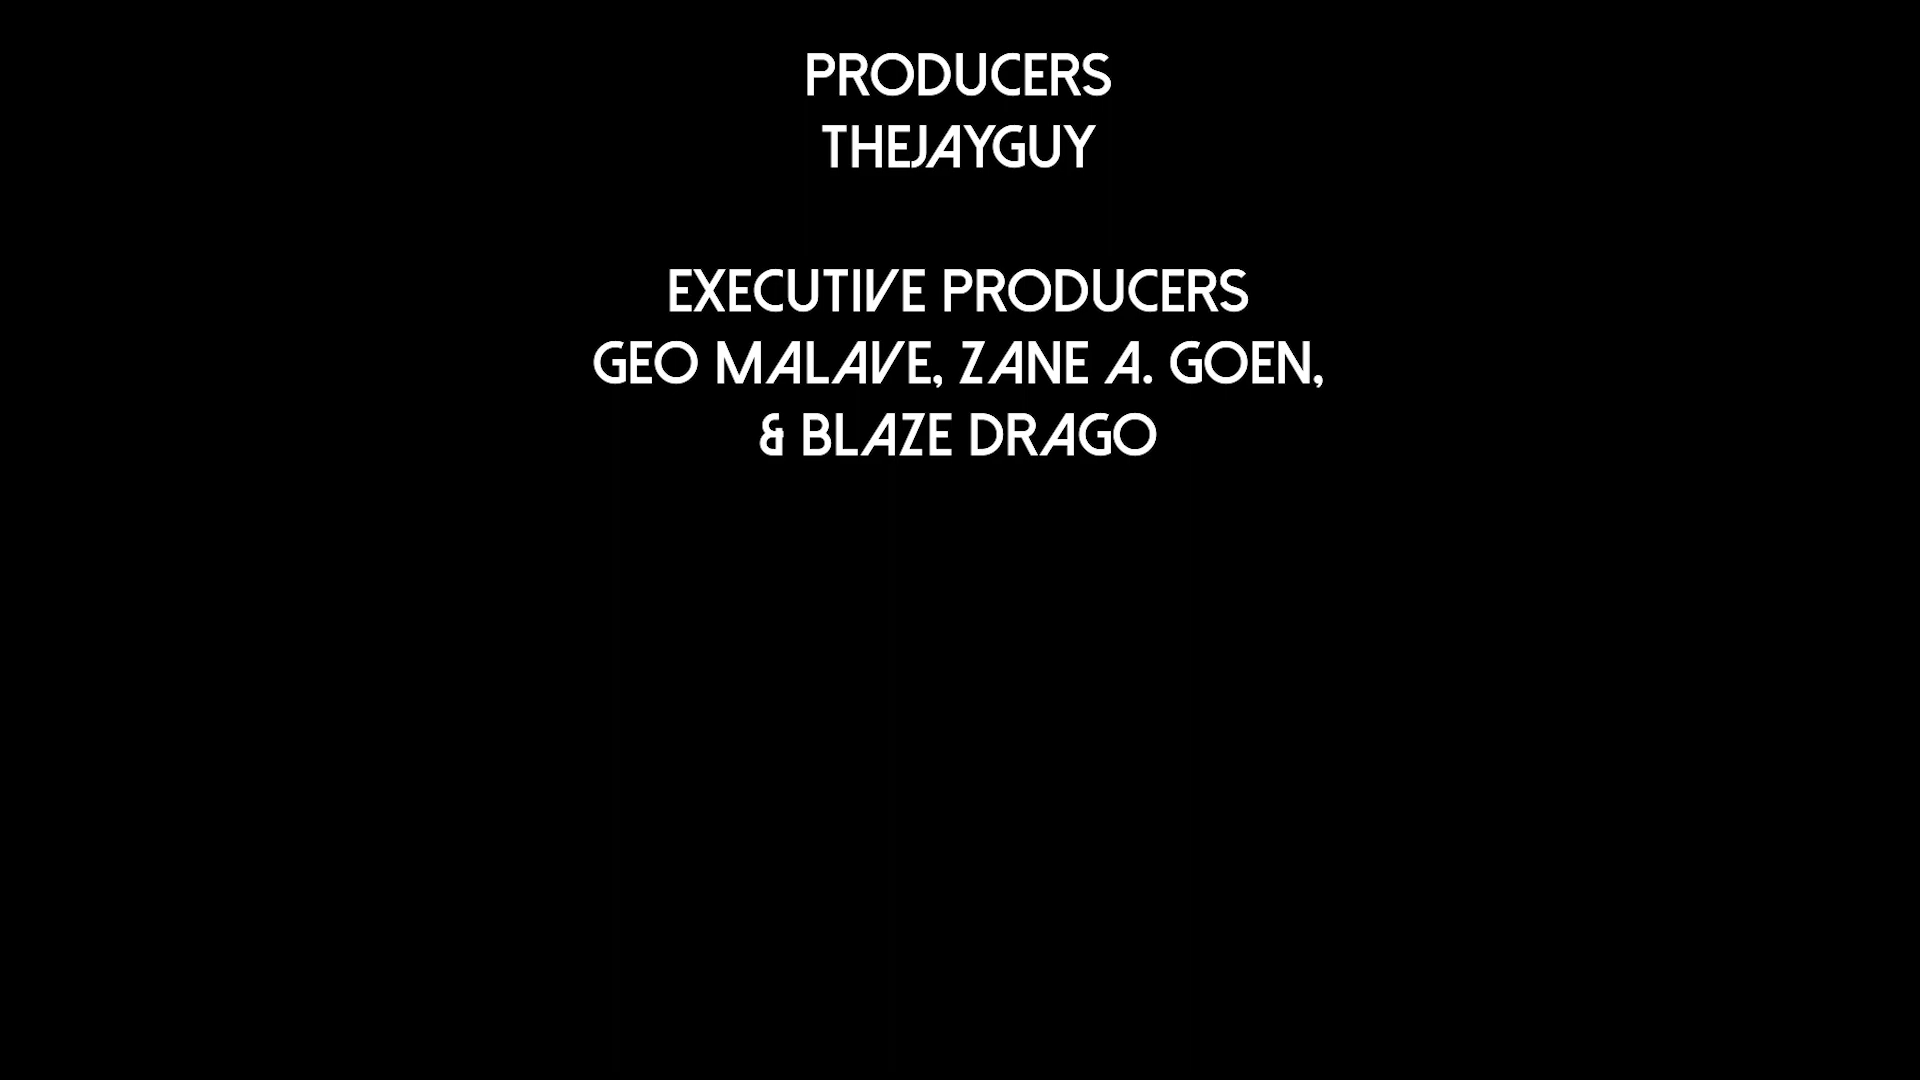 PRODUCERS
THEJAYGUY
EXECUTIVE PRODUCERS
GEO MALAVE, ZANE A. GOEN,
& BLAZE DRAGO